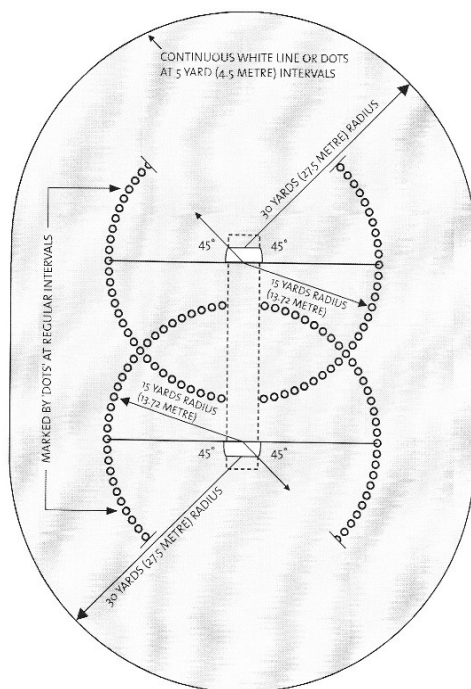 CONTINUOUS WHITE LINE OR DOTS
AT 5 YARD (4.5 METRE) INTERVALS
30 YARDS (27.5 METRE) RADIUS
MARKED BY 'DOTS' AT REGULAR INTERVALS
45°
45°
15 YARDS RADIUS
(13.72 METRE)
15 YARDS RADIUS
(13.72 METRE)
45°
45°
30 YARDS (27.5 METRE) RADIUS